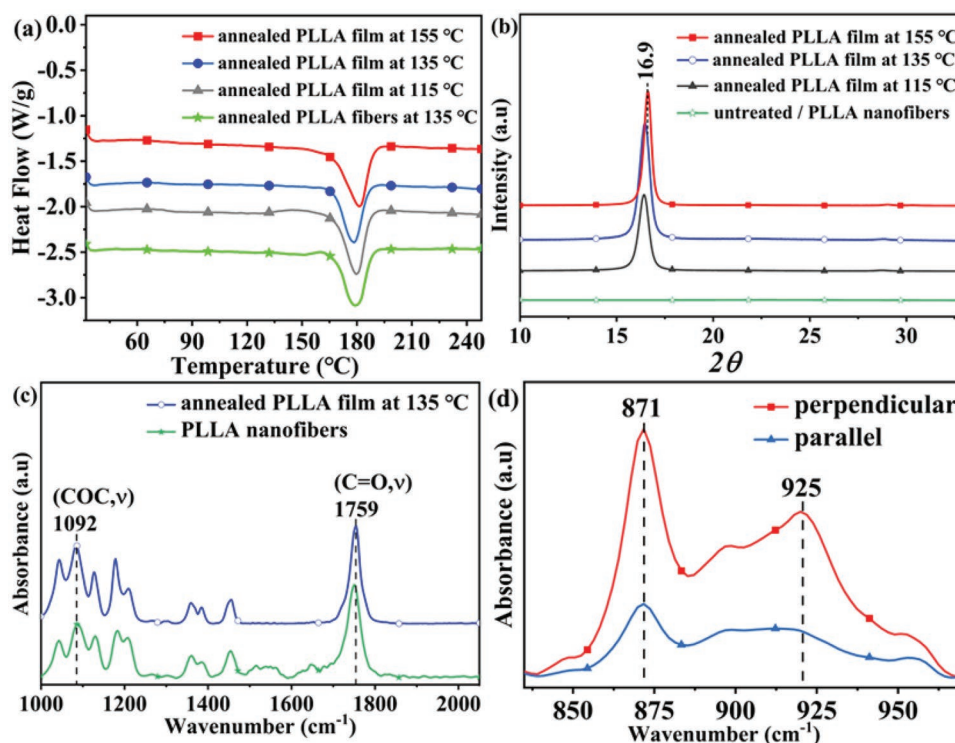 (a)
annealed PLLA film at 155 °C
annealed PLLA film at 135 °C
annealed PLLA film at 115 °C
annealed PLLA fibers at 135 °C
Heat Flow (W/g)
0.0
-0.5
-1.0
-1.5
-2.0
-2.5
-3.0
60 90 120 150 180 210 240
Temperature (°C)
(b)
16.9
annealed PLLA film at 155 °C
annealed PLLA film at 135 °C
annealed PLLA film at 115 °C
untreated / PLLA nanofibers
Intensity (a.u)
10 15 20 25 30
2θ
(c)
annealed PLLA film at 135 °C
PLLA nanofibers
(COC,ν)
1092
(C=O,ν)
1759
Absorbance (a.u)
1000 1200 1400 1600 1800 2000
Wavenumber (cm-1)
(d)
871
perpendicular
parallel
925
Absorbance (a.u)
850 875 900 925 950
Wavenumber (cm-1)